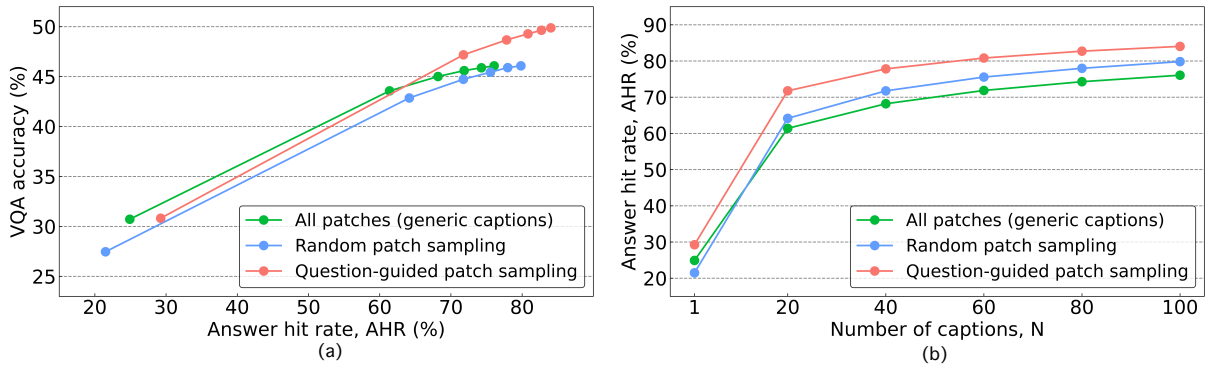 50
45
40
35
30
25
VQA accuracy (%)
All patches (generic captions)
Random patch sampling
Question-guided patch sampling
20 30 40 50 60 70 80 90
Answer hit rate, AHR (%)
(a)
90
80
70
60
50
40
30
20
Answer hit rate, AHR (%)
All patches (generic captions)
Random patch sampling
Question-guided patch sampling
1 20 40 60 80 100
Number of captions, N
(b)